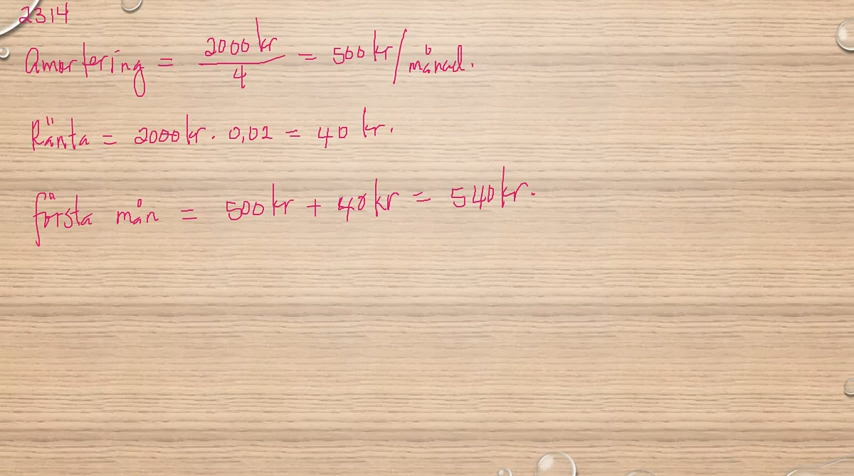 2314
Amortering = 2000 kr / 4 = 500 kr/månad.
Ränta = 2000 kr · 0,02 = 40 kr.
första mån = 500 kr + 40 kr = 540 kr.